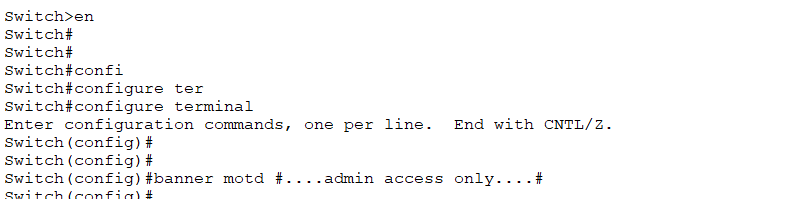 Switch>en
Switch#
Switch#
Switch#confi
Switch#configure ter
Switch#configure terminal
Enter configuration commands, one per line.  End with CNTL/Z.
Switch(config)#
Switch(config)#
Switch(config)#banner motd #....admin access only....#
Switch(config)#